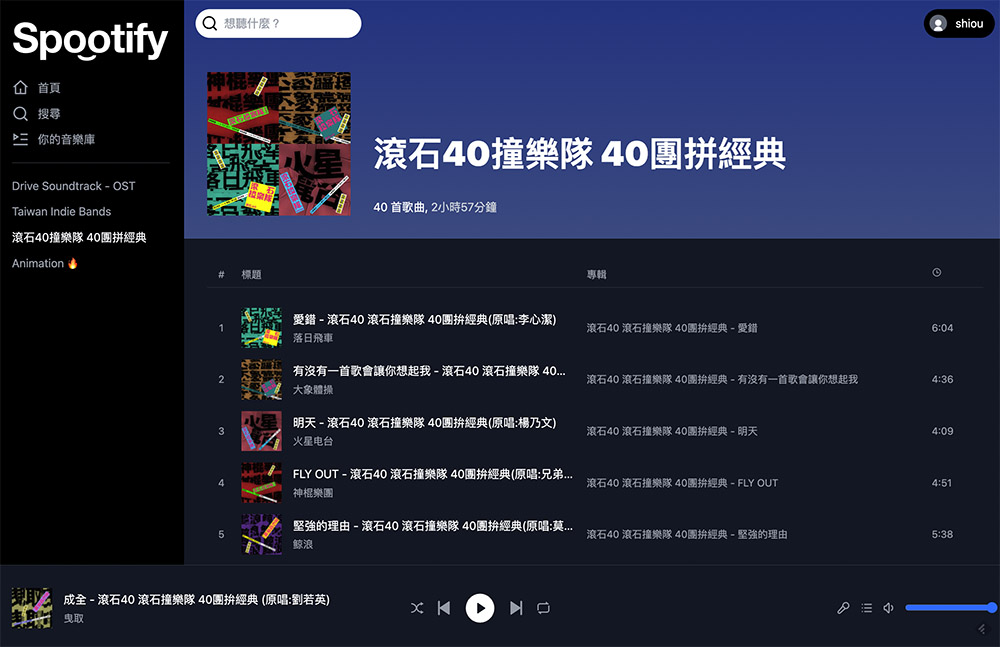 Spootify
首頁
搜尋
你的音樂庫
Drive Soundtrack - OST
Taiwan Indie Bands
滾石40撞樂隊 40團拼經典
Animation 🔥
想聽什麼？
shiou
滾石40撞樂隊 40團拼經典
40 首歌曲, 2小時57分鐘
# 標題 專輯
1 愛錯 - 滾石40 滾石撞樂隊 40團拚經典(原唱:李心潔) 滾石40 滾石撞樂隊 40團拚經典 - 愛錯 6:04
落日飛車
2 有沒有一首歌會讓你想起我 - 滾石40 滾石撞樂隊 40... 滾石40 滾石撞樂隊 40團拚經典 - 有沒有一首歌會讓你想起我 4:36
大象體操
3 明天 - 滾石40 滾石撞樂隊 40團拚經典(原唱:楊乃文) 滾石40 滾石撞樂隊 40團拚經典 - 明天 4:09
火星电台
4 FLY OUT - 滾石40 滾石撞樂隊 40團拚經典(原唱:兄弟... 滾石40 滾石撞樂隊 40團拚經典 - FLY OUT 4:51
神棍樂團
5 堅強的理由 - 滾石40 滾石撞樂隊 40團拚經典(原唱:莫... 滾石40 滾石撞樂隊 40團拚經典 - 堅強的理由 5:38
鯨浪
成全 - 滾石40 滾石撞樂隊 40團拚經典 (原唱:劉若英)
曳取